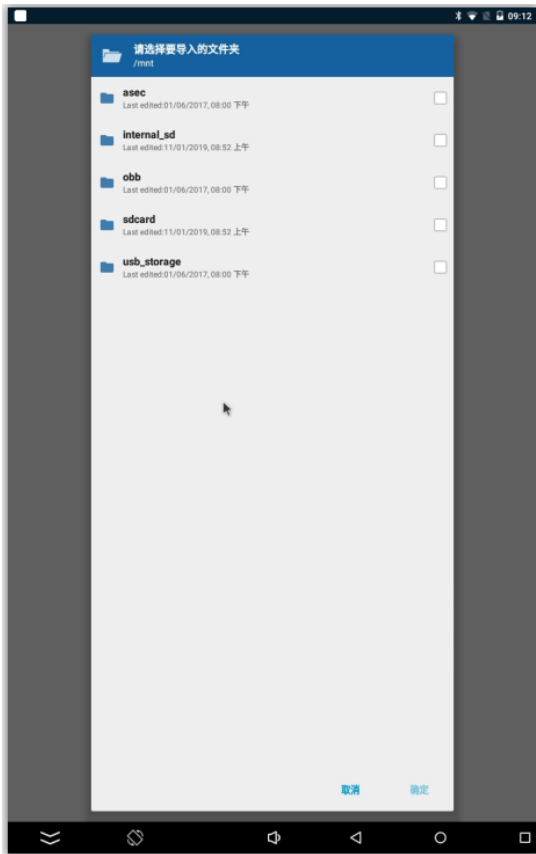 09:12
请选择要导入的文件夹
/mnt
asec
Last edited:01/06/2017, 08:00 下午
internal_sd
Last edited:11/01/2019, 08:52 上午
obb
Last edited:01/06/2017, 08:00 下午
sdcard
Last edited:11/01/2019, 08:52 上午
usb_storage
Last edited:01/06/2017, 08:00 下午
取消 确定